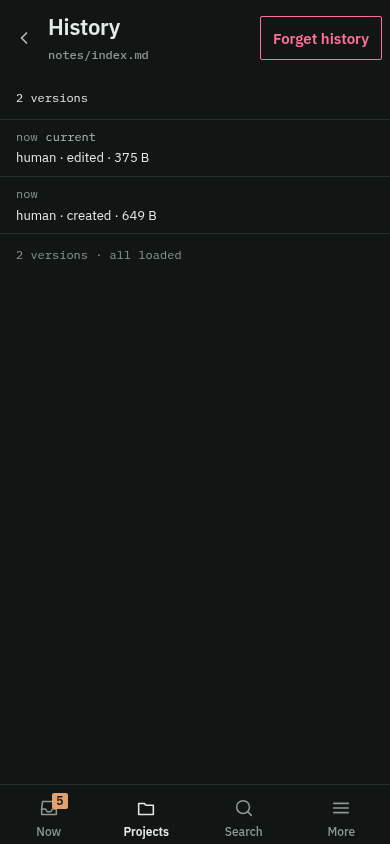 History
notes/index.md
Forget history
2 versions
now current
human · edited · 375 B
now
human · created · 649 B
2 versions · all loaded
5
Now
Projects
Search
More